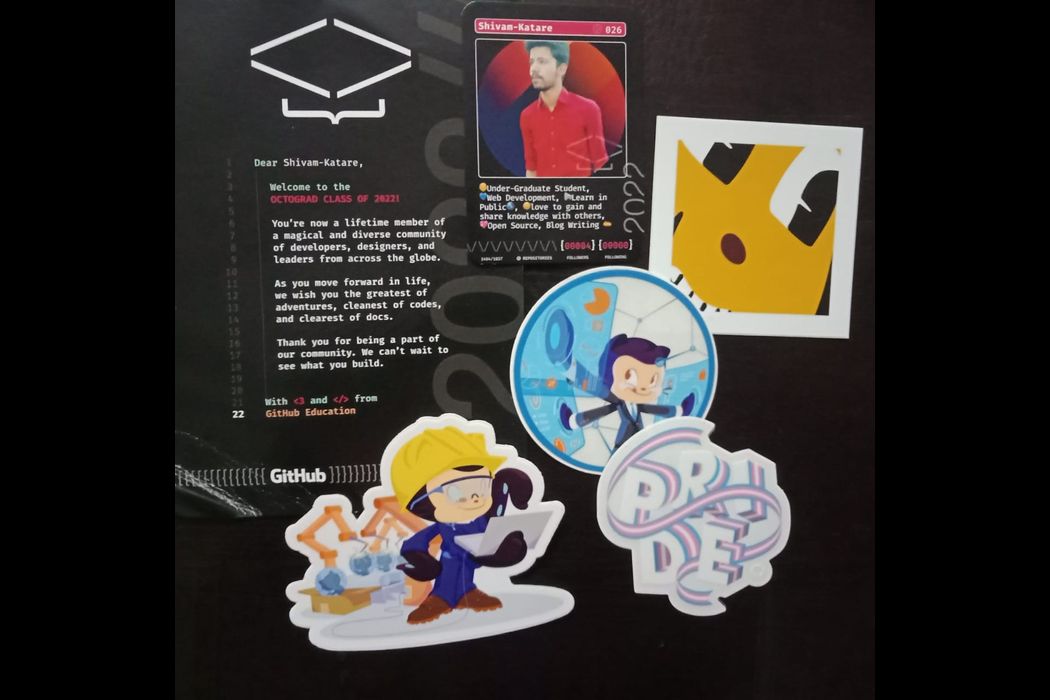 Dear Shivam-Katare,
Welcome to the
OCTOGRAD CLASS OF 2022!
You're now a lifetime member of
a magical and diverse community
of developers, designers, and
leaders from across the globe.
As you move forward in life,
we wish you the greatest of
adventures, cleanest of codes,
and clearest of docs.
Thank you for being a part of
our community. We can't wait to
see what you build.
With <3 and </> from
22 GitHub Education
GitHub
Shivam-Katare 026
Under-Graduate Student,
Web Development, Learn in
Public, love to gain and
share knowledge with others,
Open Source, Blog Writing
2022
REPOSITORIES FOLLOWERS FOLLOWING
PRIDE